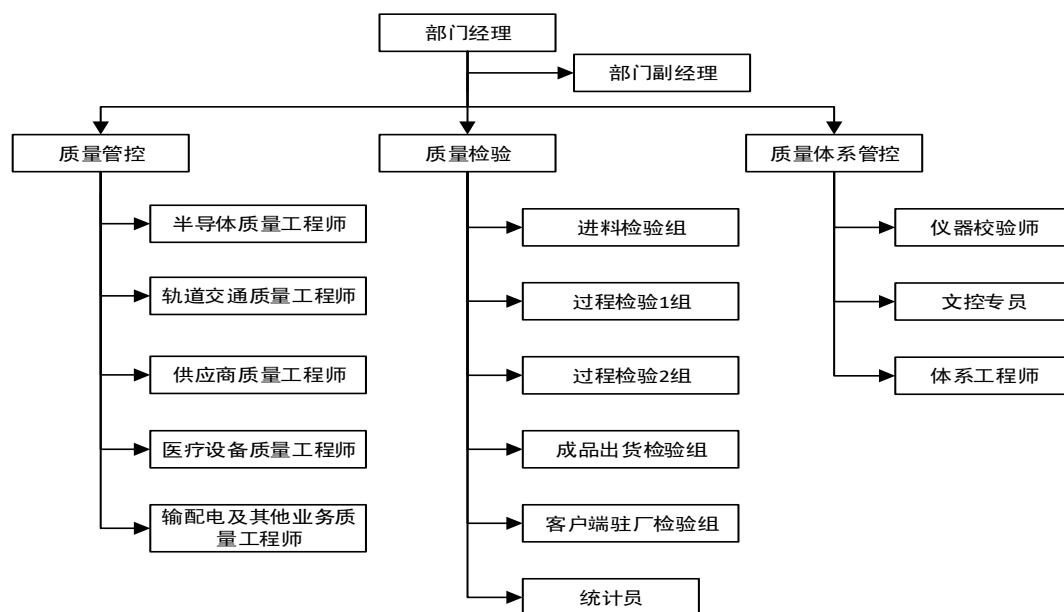 部门经理
部门副经理
质量管控
质量检验
质量体系管控
半导体质量工程师
轨道交通质量工程师
供应商质量工程师
医疗设备质量工程师
输配电及其他业务质
量工程师
进料检验组
过程检验1组
过程检验2组
成品出货检验组
客户端驻厂检验组
统计员
仪器校验师
文控专员
体系工程师